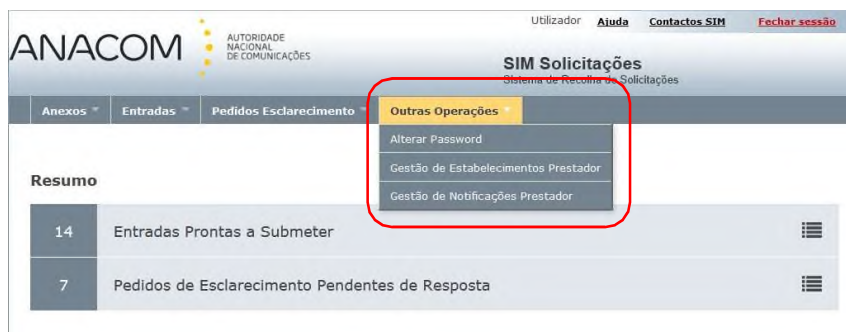 Utilizador Ajuda Contactos SIM Fechar sessão
ANACOM
AUTORIDADE
NACIONAL
DE COMUNICAÇÕES
SIM Solicitações
Sistema de Recolha de Solicitações
Anexos Entradas Pedidos Esclarecimento Outras Operações
Alterar Password
Gestão de Estabelecimentos Prestador
Gestão de Notificações Prestador
Resumo
14 Entradas Prontas a Submeter
7 Pedidos de Esclarecimento Pendentes de Resposta